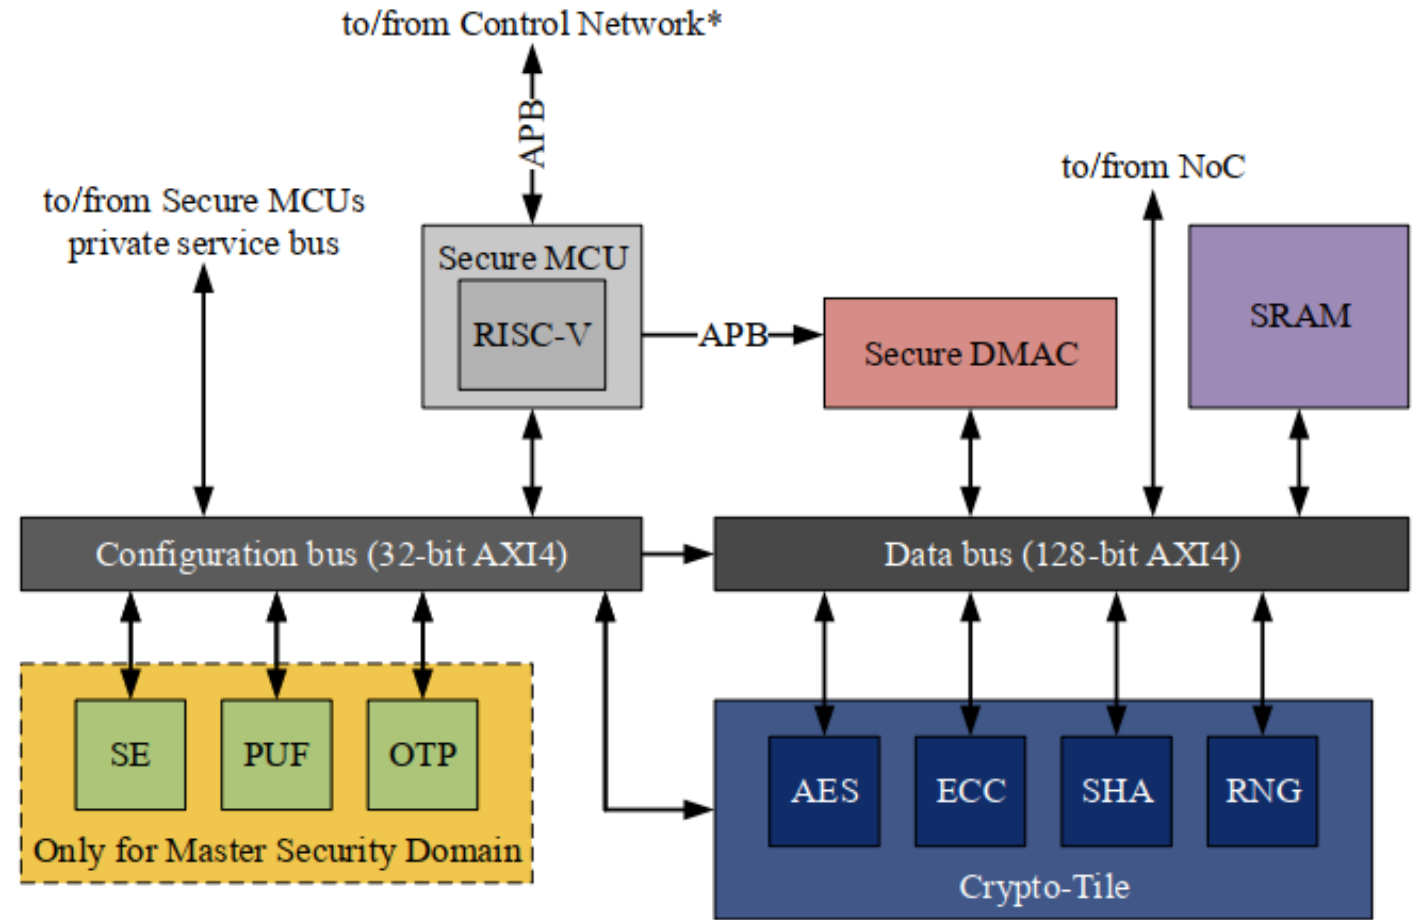 to/from Control Network*
APB
to/from NoC
to/from Secure MCUs
private service bus
Secure MCU
RISC-V
APB
Secure DMAC
SRAM
Configuration bus (32-bit AXI4)
Data bus (128-bit AXI4)
SE
PUF
OTP
Only for Master Security Domain
AES
ECC
SHA
RNG
Crypto-Tile